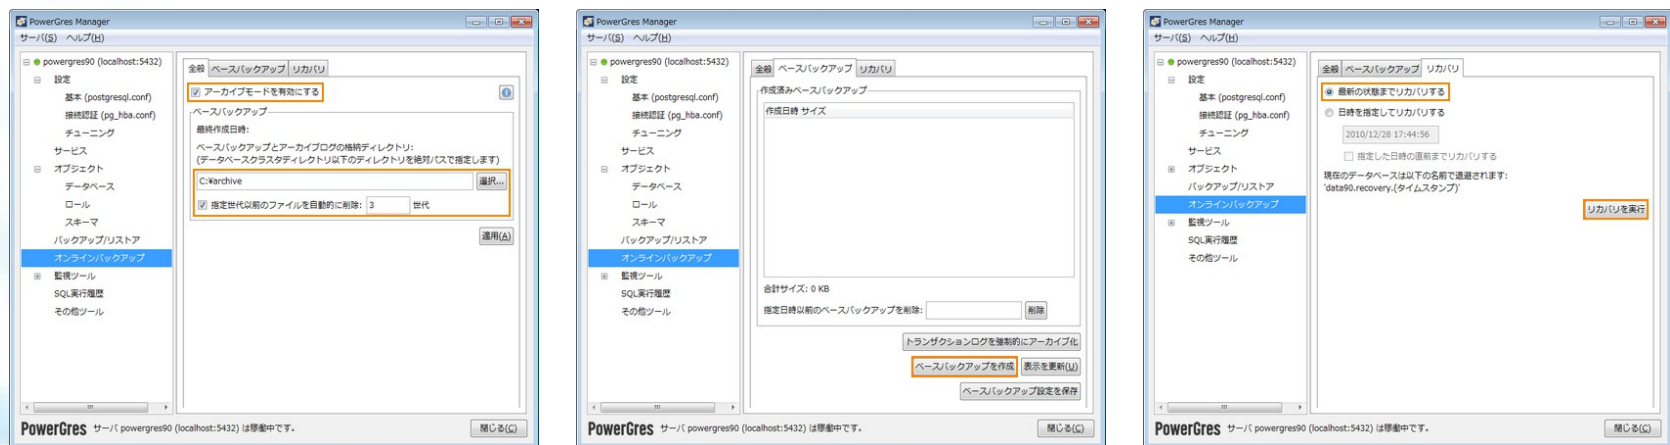 PowerGres Manager
サーバ(S) ヘルプ(H)
powergres90 (localhost:5432)
設定
基本 (postgresql.conf)
接続認証 (pg_hba.conf)
チューニング
サービス
オブジェクト
データベース
ロール
スキーマ
バックアップ/リストア
オンラインバックアップ
監視ツール
SQL実行履歴
その他ツール
全般 ベースバックアップ リカバリ
アーカイブモードを有効にする
ベースバックアップ
最終作成日時:
ベースバックアップとアーカイブログの格納ディレクトリ:
(データベースクラスタディレクトリ以下のディレクトリを絶対パスで指定します)
C:¥archive 選択...
指定世代以前のファイルを自動的に削除: 3 世代
適用(A)
PowerGres サーバ powergres90 (localhost:5432) は稼働中です。 閉じる(C)
PowerGres Manager
サーバ(S) ヘルプ(H)
powergres90 (localhost:5432)
設定
基本 (postgresql.conf)
接続認証 (pg_hba.conf)
チューニング
サービス
オブジェクト
データベース
ロール
スキーマ
バックアップ/リストア
オンラインバックアップ
監視ツール
SQL実行履歴
その他ツール
全般 ベースバックアップ リカバリ
作成済みベースバックアップ
作成日時 サイズ
合計サイズ: 0 KB
指定日時以前のベースバックアップを削除: 削除
トランザクションログを強制的にアーカイブ化
ベースバックアップを作成 表示を更新(U)
ベースバックアップ設定を保存
PowerGres サーバ powergres90 (localhost:5432) は稼働中です。 閉じる(C)
PowerGres Manager
サーバ(S) ヘルプ(H)
powergres90 (localhost:5432)
設定
基本 (postgresql.conf)
接続認証 (pg_hba.conf)
チューニング
サービス
オブジェクト
バックアップ/リストア
オンラインバックアップ
監視ツール
SQL実行履歴
その他ツール
全般 ベースバックアップ リカバリ
最新の状態までリカバリする
日時を指定してリカバリする
2010/12/28 17:44:56
指定した日時の直前までリカバリする
現在のデータベースは以下の名前で退避されます:
'data90.recovery.(タイムスタンプ)'
リカバリを実行
PowerGres サーバ powergres90 (localhost:5432) は稼働中です。 閉じる(C)